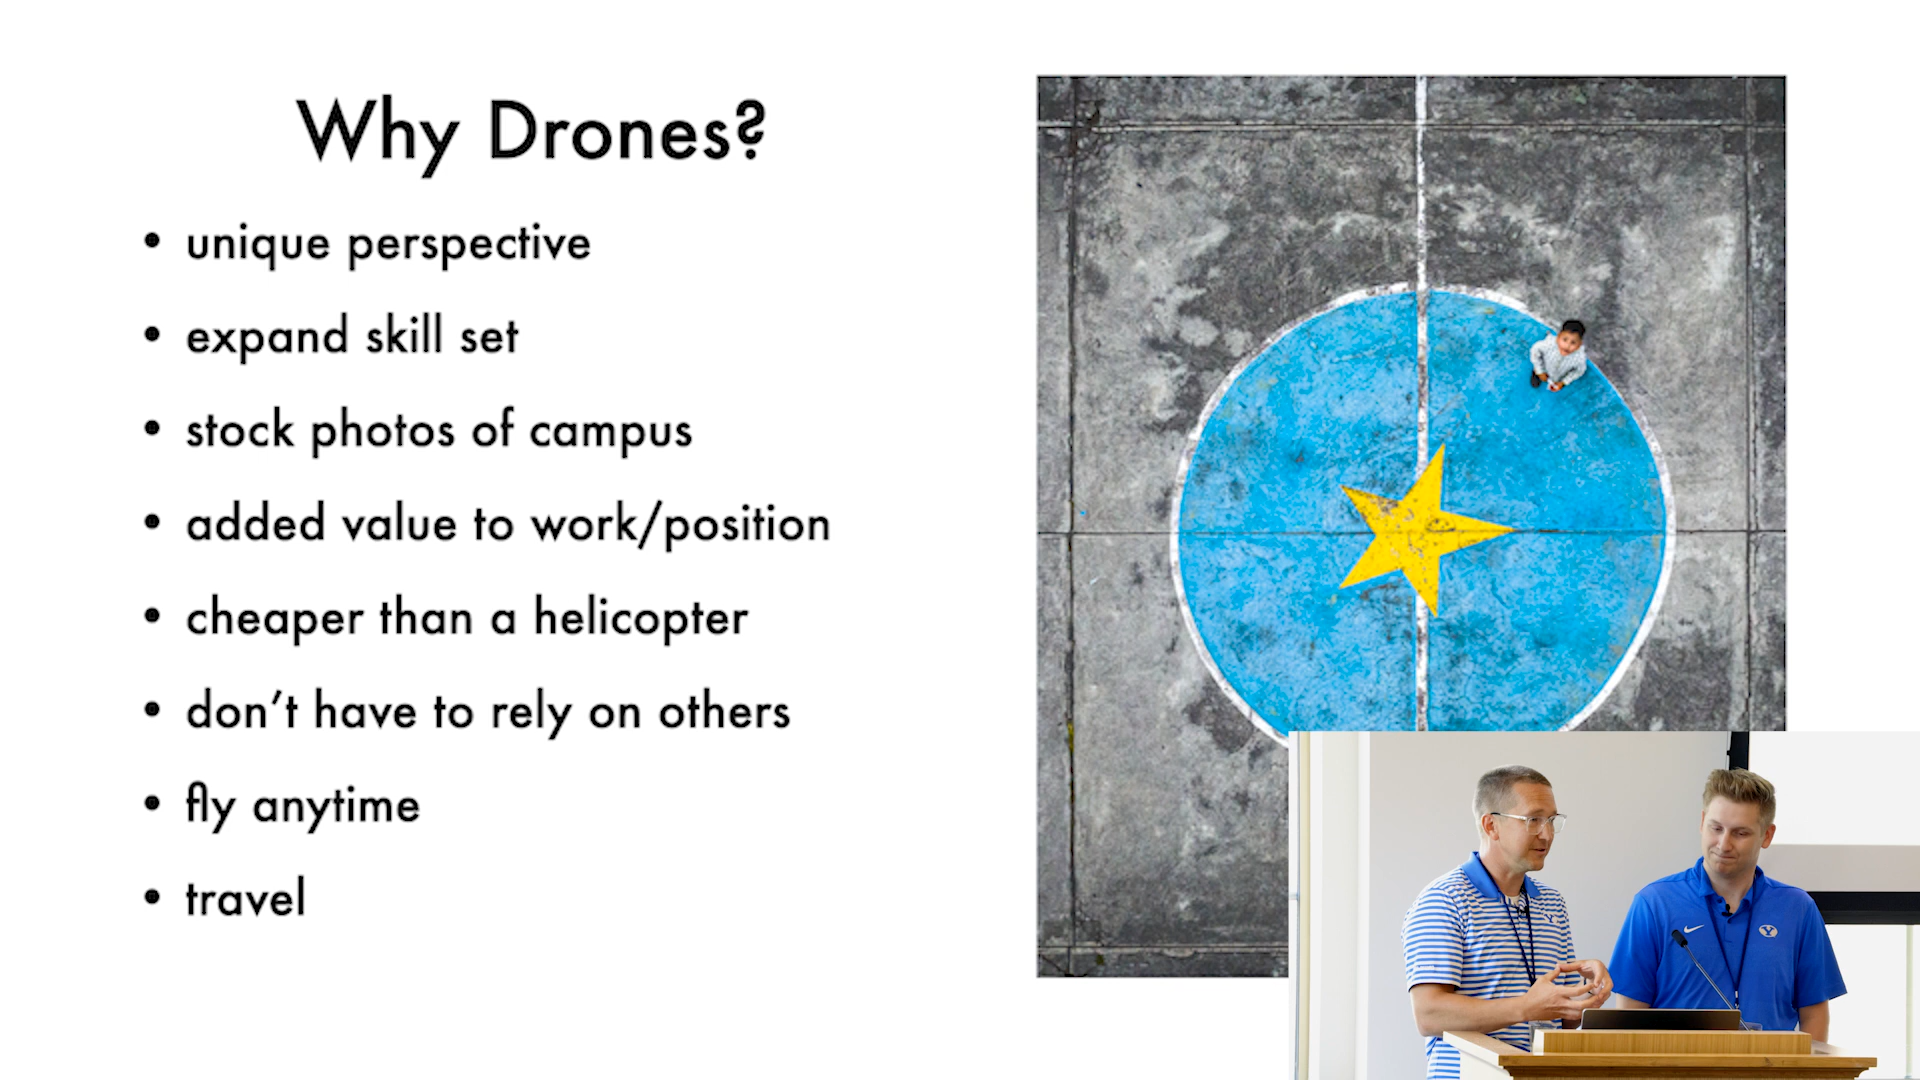 Why Drones?
• unique perspective
• expand skill set
• stock photos of campus
• added value to work/position
• cheaper than a helicopter
• don’t have to rely on others
• fly anytime
• travel
Y
Y